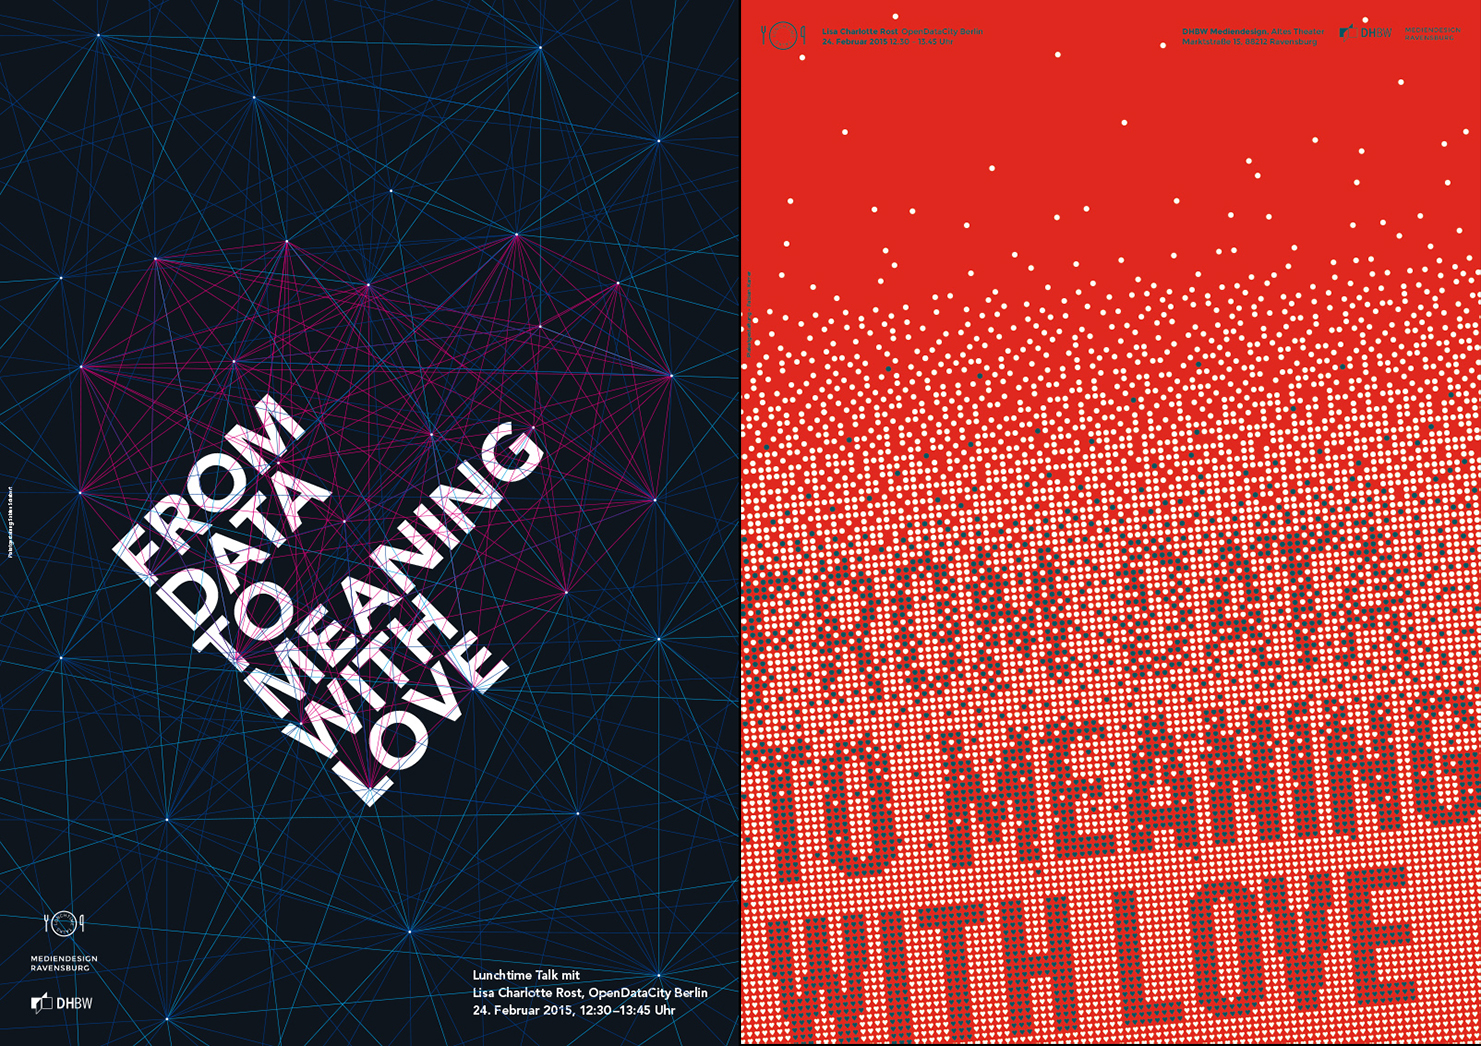 FROM
DATA
TO
MEANING
WITH
LOVE
MEDIENDESIGN
RAVENSBURG
DHBW
Lunchtime Talk mit
Lisa Charlotte Rost, OpenDataCity Berlin
24. Februar 2015, 12:30–13:45 Uhr
Lisa Charlotte Rost OpenDataCity Berlin
24. Februar 2015 12:30 – 13:45 Uhr
DHBW Mediendesign, Altes Theater
Marktstraße 15, 88212 Ravensburg
DHBW
MEDIENDESIGN
RAVENSBURG
TO MEANING
WITH LOVE